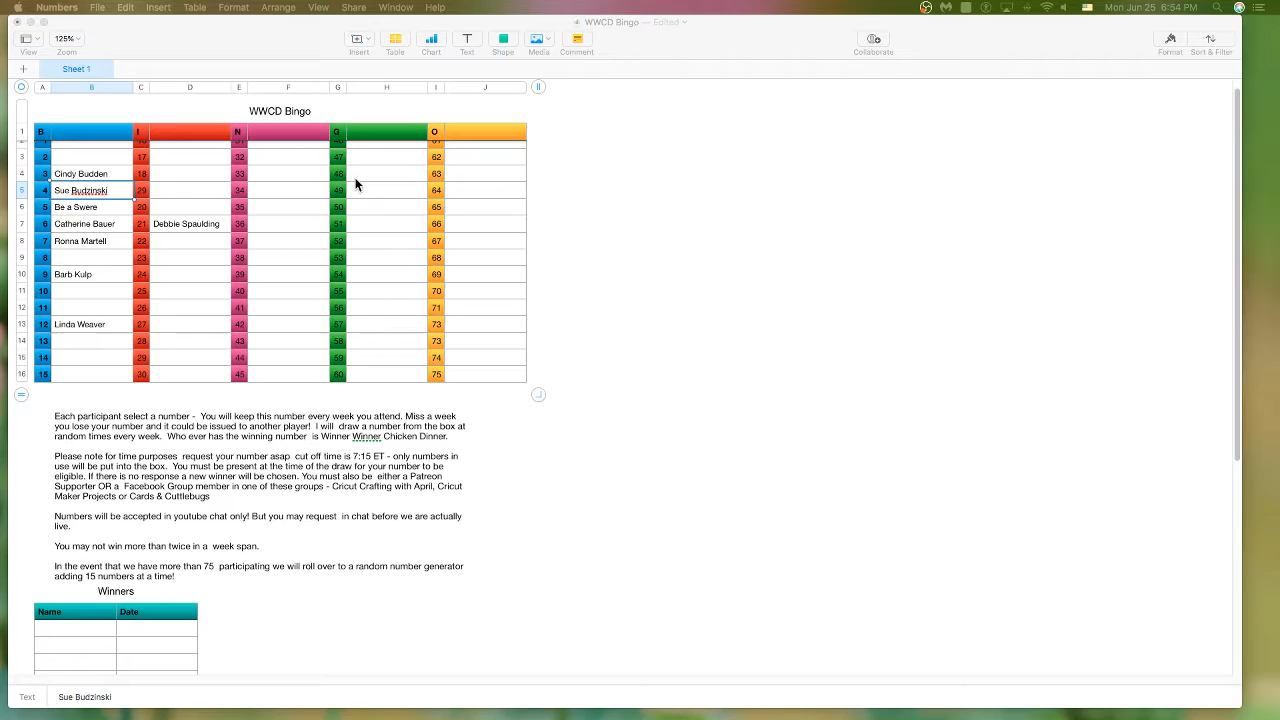 Numbers File Edit Insert Table Format Arrange View Share Window Help Mon Jun 25 6:54 PM
WWCD Bingo — Edited
125%
View Zoom Insert Table Chart Text Shape Media Comment Collaborate Format Sort & Filter
Sheet 1
A B C D E F G H I J
WWCD Bingo
1 B I N G O
3 2 17 32 47 62
4 3 Cindy Budden 18 33 48 63
5 4 Sue Budzinski 29 34 49 64
6 5 Be a Swere 20 35 50 65
7 6 Catherine Bauer 21 Debbie Spaulding 36 51 66
8 7 Ronna Martell 22 37 52 67
9 8 23 38 53 68
10 9 Barb Kulp 24 39 54 69
11 10 25 40 55 70
12 11 26 41 56 71
13 12 Linda Weaver 27 42 57 73
14 13 28 43 58 73
15 14 29 44 59 74
16 15 30 45 60 75
Each participant select a number - You will keep this number every week you attend. Miss a week
you lose your number and it could be issued to another player! I will draw a number from the box at
random times every week. Who ever has the winning number is Winner Winner Chicken Dinner.
Please note for time purposes request your number asap cut off time is 7:15 ET - only numbers in
use will be put into the box. You must be present at the time of the draw for your number to be
eligible. If there is no response a new winner will be chosen. You must also be either a Patreon
Supporter OR a Facebook Group member in one of these groups - Cricut Crafting with April, Cricut
Maker Projects or Cards & Cuttlebugs
Numbers will be accepted in youtube chat only! But you may request in chat before we are actually
live.
You may not win more than twice in a week span.
In the event that we have more than 75 participating we will roll over to a random number generator
adding 15 numbers at a time!
Winners
Name Date
Text Sue Budzinski